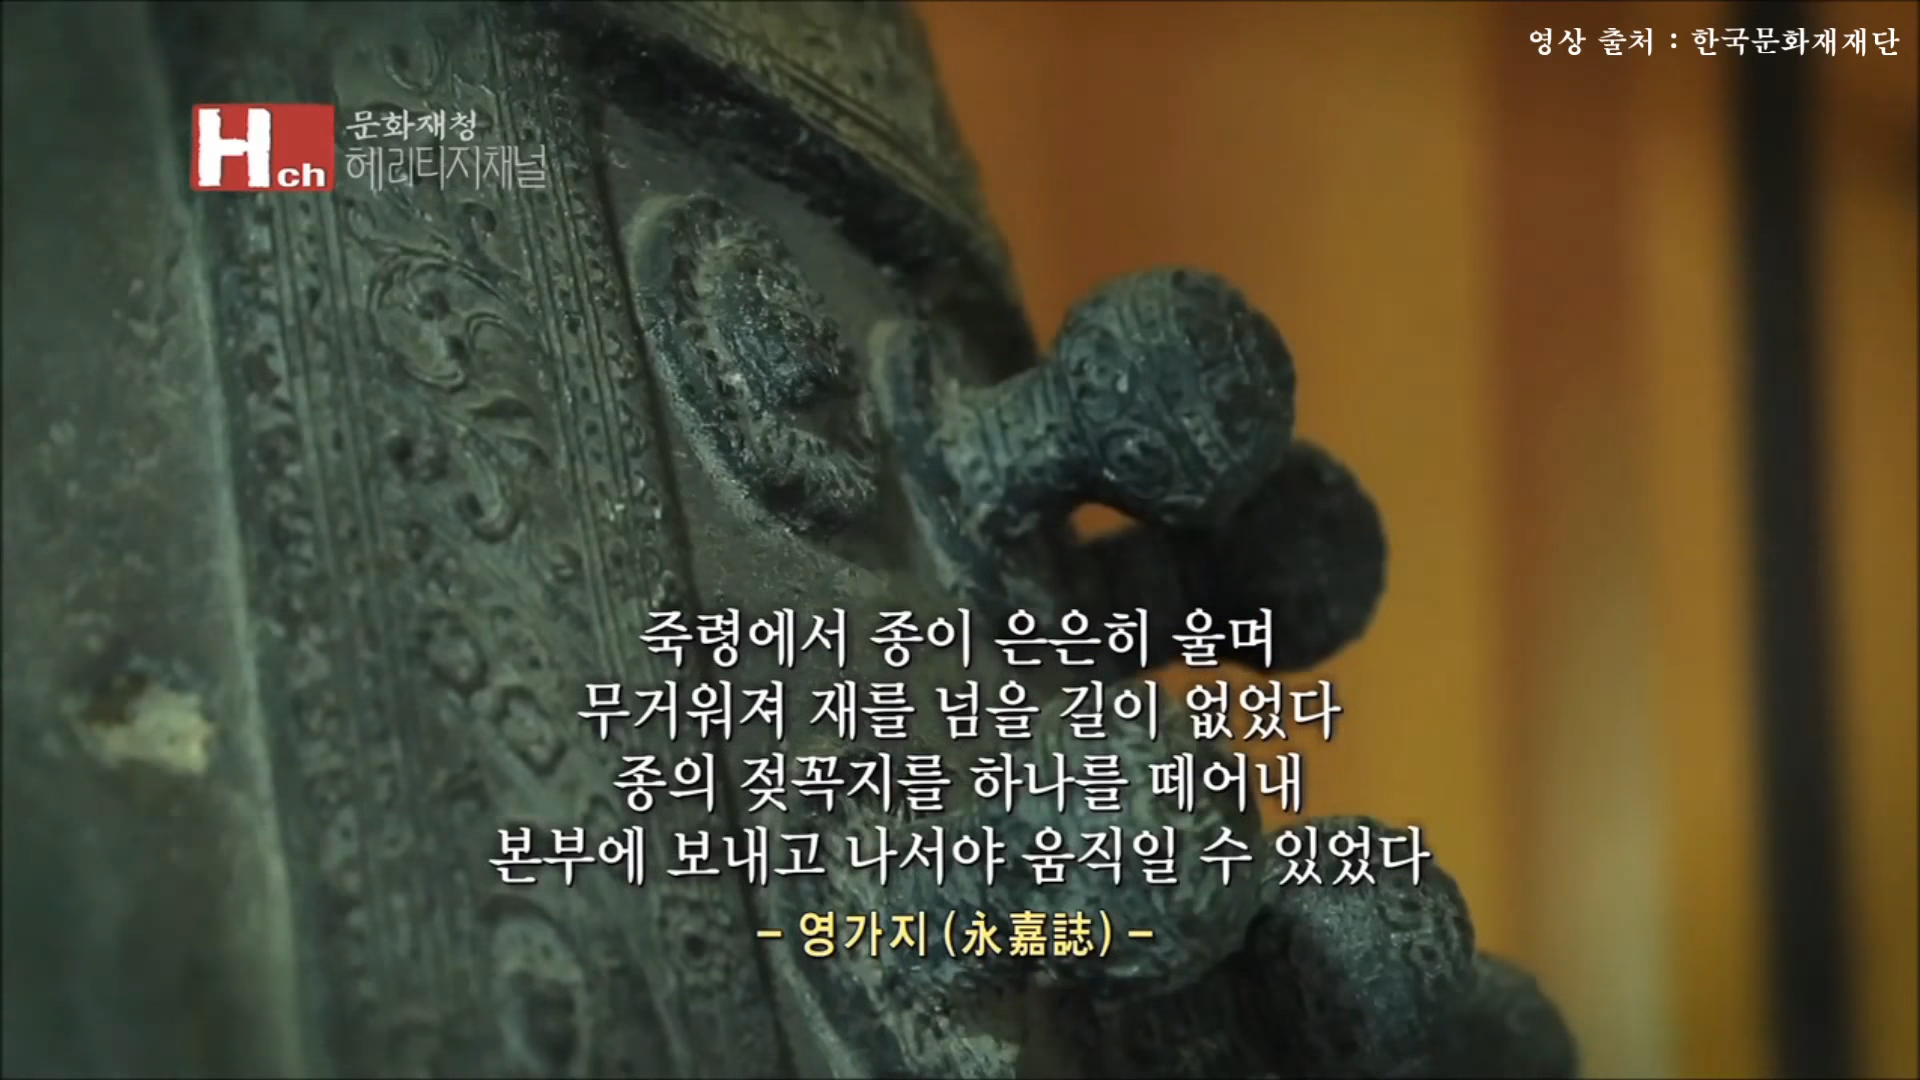 영상 출처 : 한국문화재재단
H ch 문화재청
헤리티지채널
죽령에서 종이 은은히 울며
무거워져 재를 넘을 길이 없었다
종의 젖꼭지를 하나를 떼어내
본부에 보내고 나서야 움직일 수 있었다
- 영가지 (永嘉誌) -